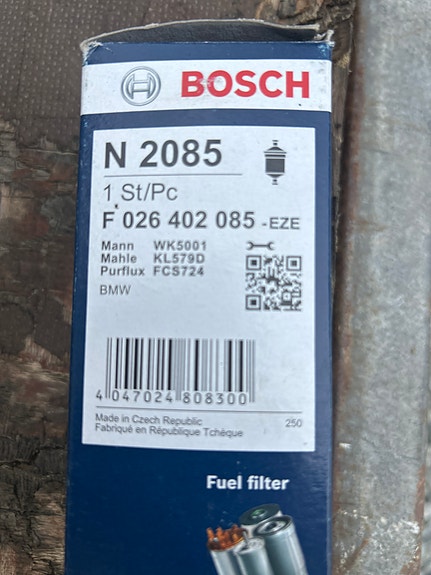 BOSCH
N 2085
1 St/Pc
F 026 402 085 -EZE
Mann WK5001
Mahle KL579D
Purflux FCS724
BMW
4 047024 808300
Made in Czech Republic 250
Fabriqué en République Tchèque
Fuel filter